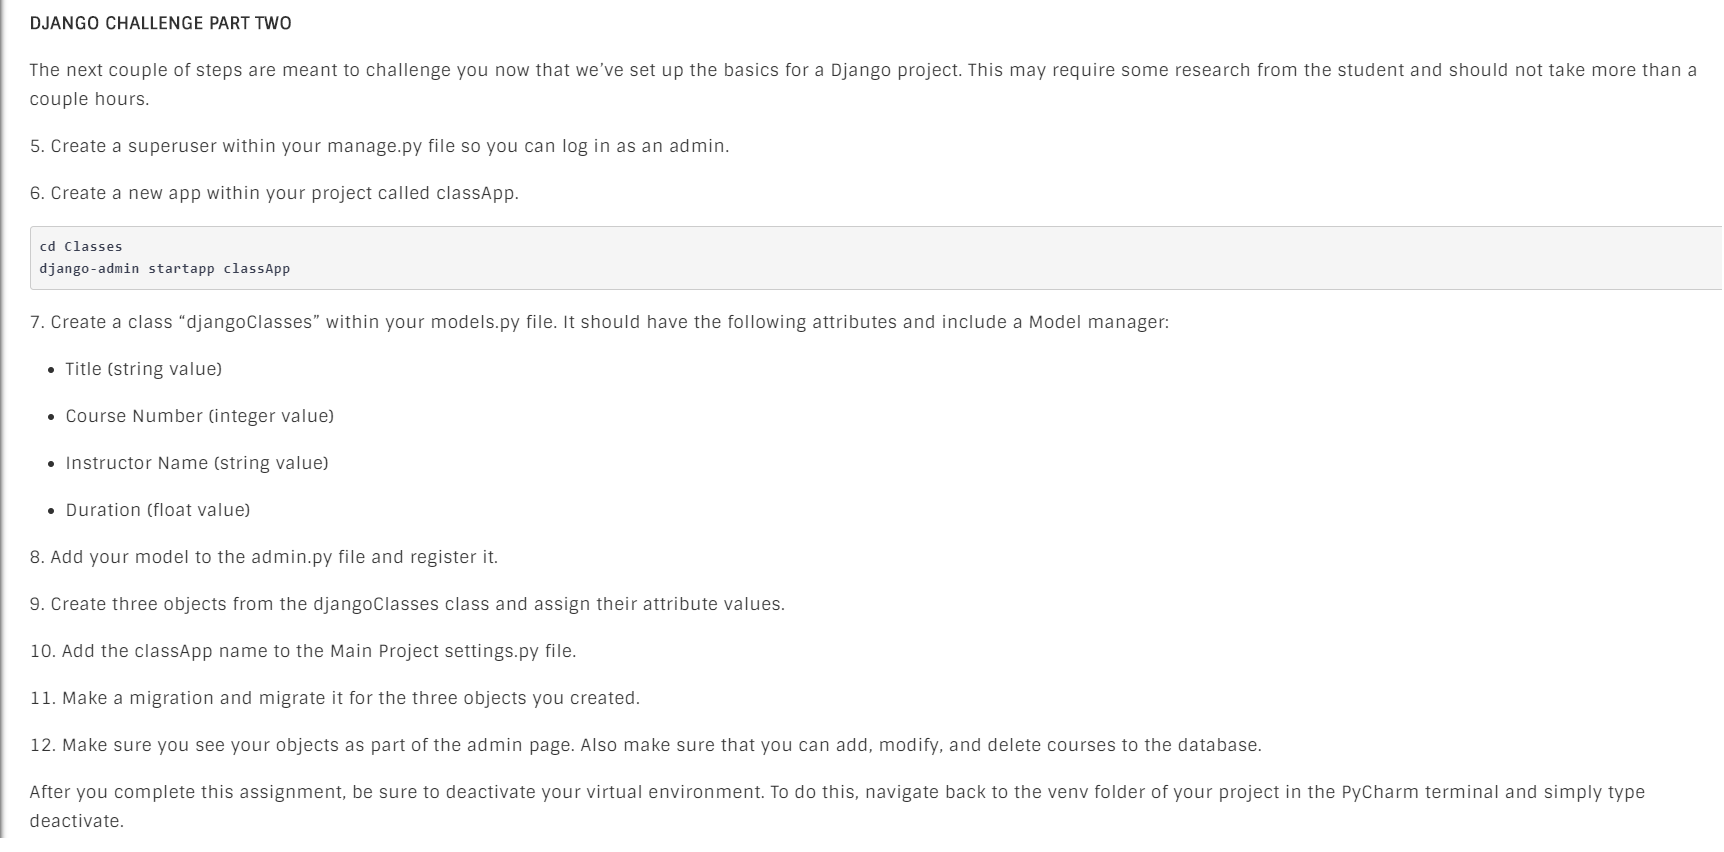 DJANGO CHALLENGE PART TWO
The next couple of steps are meant to challenge you now that we’ve set up the basics for a Django project. This may require some research from the student and should not take more than a
couple hours.
5. Create a superuser within your manage.py file so you can log in as an admin.
6. Create a new app within your project called classApp.
cd Classes
django-admin startapp classApp
7. Create a class “djangoClasses” within your models.py file. It should have the following attributes and include a Model manager:
• Title (string value)
• Course Number (integer value)
• Instructor Name (string value)
• Duration (float value)
8. Add your model to the admin.py file and register it.
9. Create three objects from the djangoClasses class and assign their attribute values.
10. Add the classApp name to the Main Project settings.py file.
11. Make a migration and migrate it for the three objects you created.
12. Make sure you see your objects as part of the admin page. Also make sure that you can add, modify, and delete courses to the database.
After you complete this assignment, be sure to deactivate your virtual environment. To do this, navigate back to the venv folder of your project in the PyCharm terminal and simply type
deactivate.